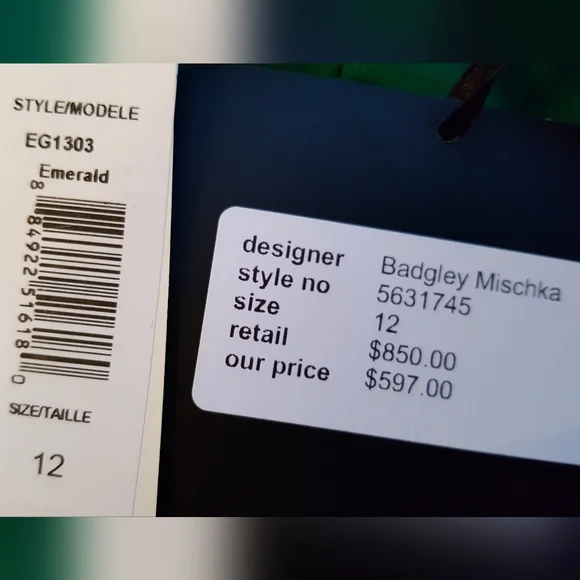 STYLE/MODELE
EG1303
Emerald
8 84922 51618 0
SIZE/TAILLE
12
designer Badgley Mischka
style no 5631745
size 12
retail $850.00
our price $597.00